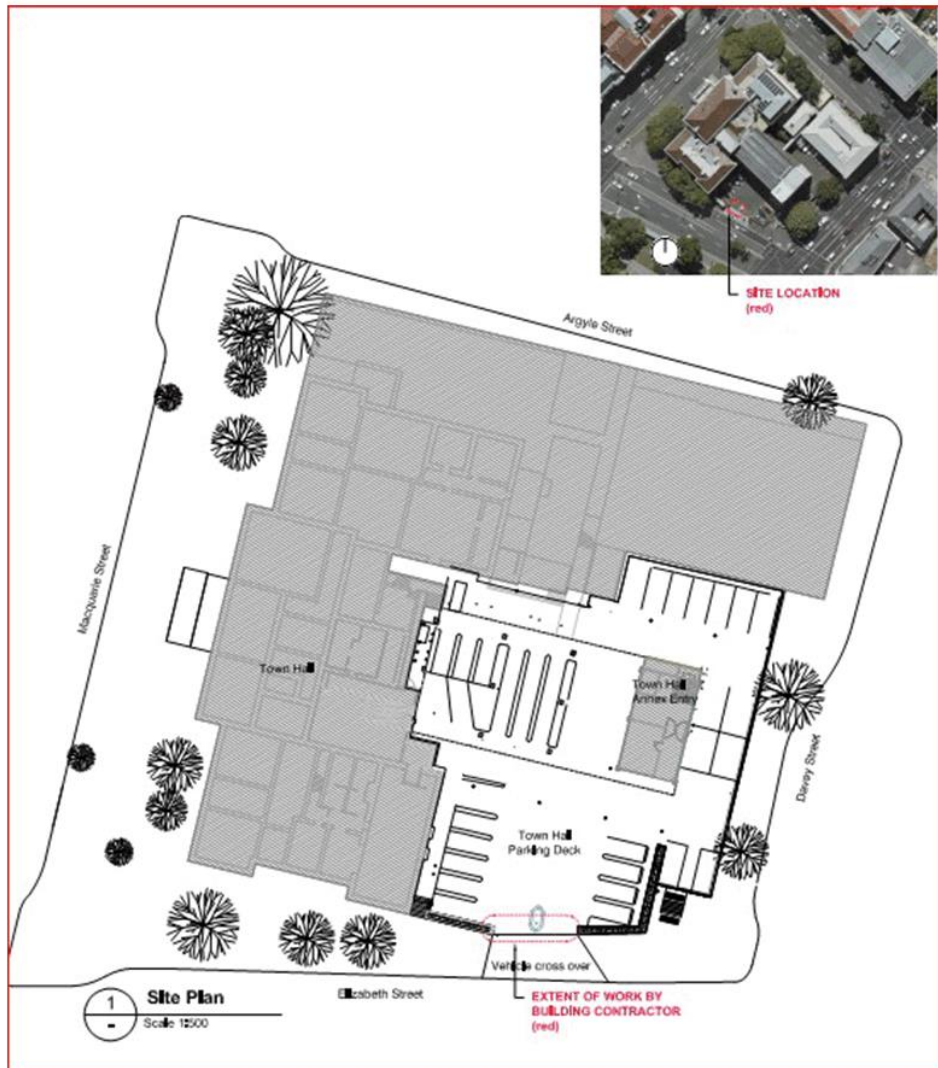 SITE LOCATION
(red)
Argyle Street
Macquarie Street
Town Hall
Town Hall
Annex Entry
Davey Street
Town Hall
Parking Deck
Vehicle cross over
1
-
Site Plan
Scale 1:500
Elizabeth Street
EXTENT OF WORK BY
BUILDING CONTRACTOR
(red)